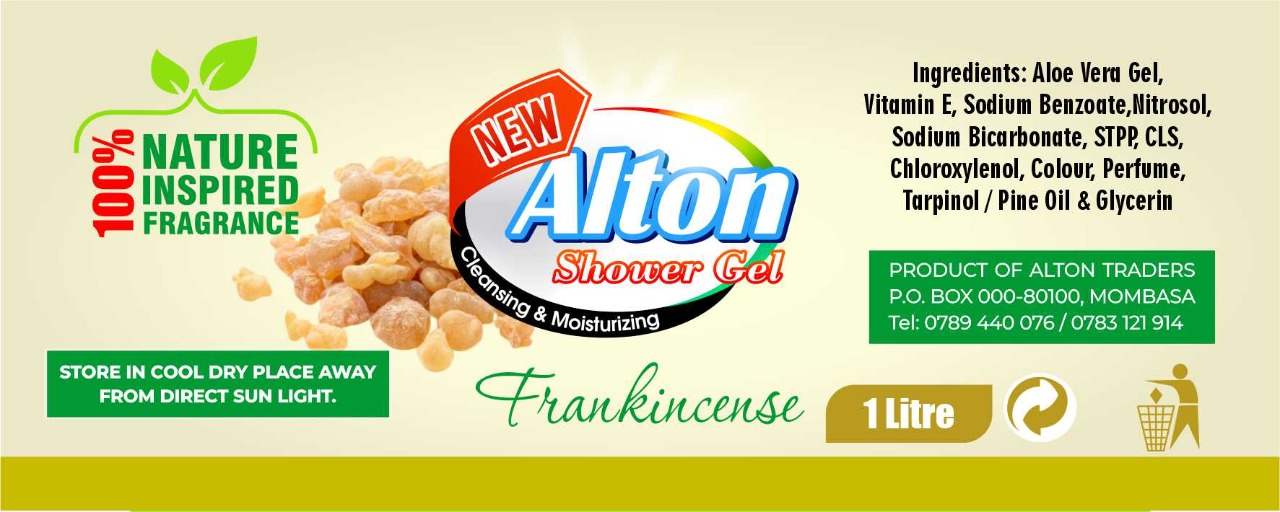 100%
NATURE
INSPIRED
FRAGRANCE
STORE IN COOL DRY PLACE AWAY
FROM DIRECT SUN LIGHT.
NEW
Alton
Shower Gel
Cleansing & Moisturizing
Frankincense
Ingredients: Aloe Vera Gel,
Vitamin E, Sodium Benzoate,Nitrosol,
Sodium Bicarbonate, STPP, CLS,
Chloroxylenol, Colour, Perfume,
Tarpinol / Pine Oil & Glycerin
PRODUCT OF ALTON TRADERS
P.O. BOX 000-80100, MOMBASA
Tel: 0789 440 076 / 0783 121 914
1 Litre